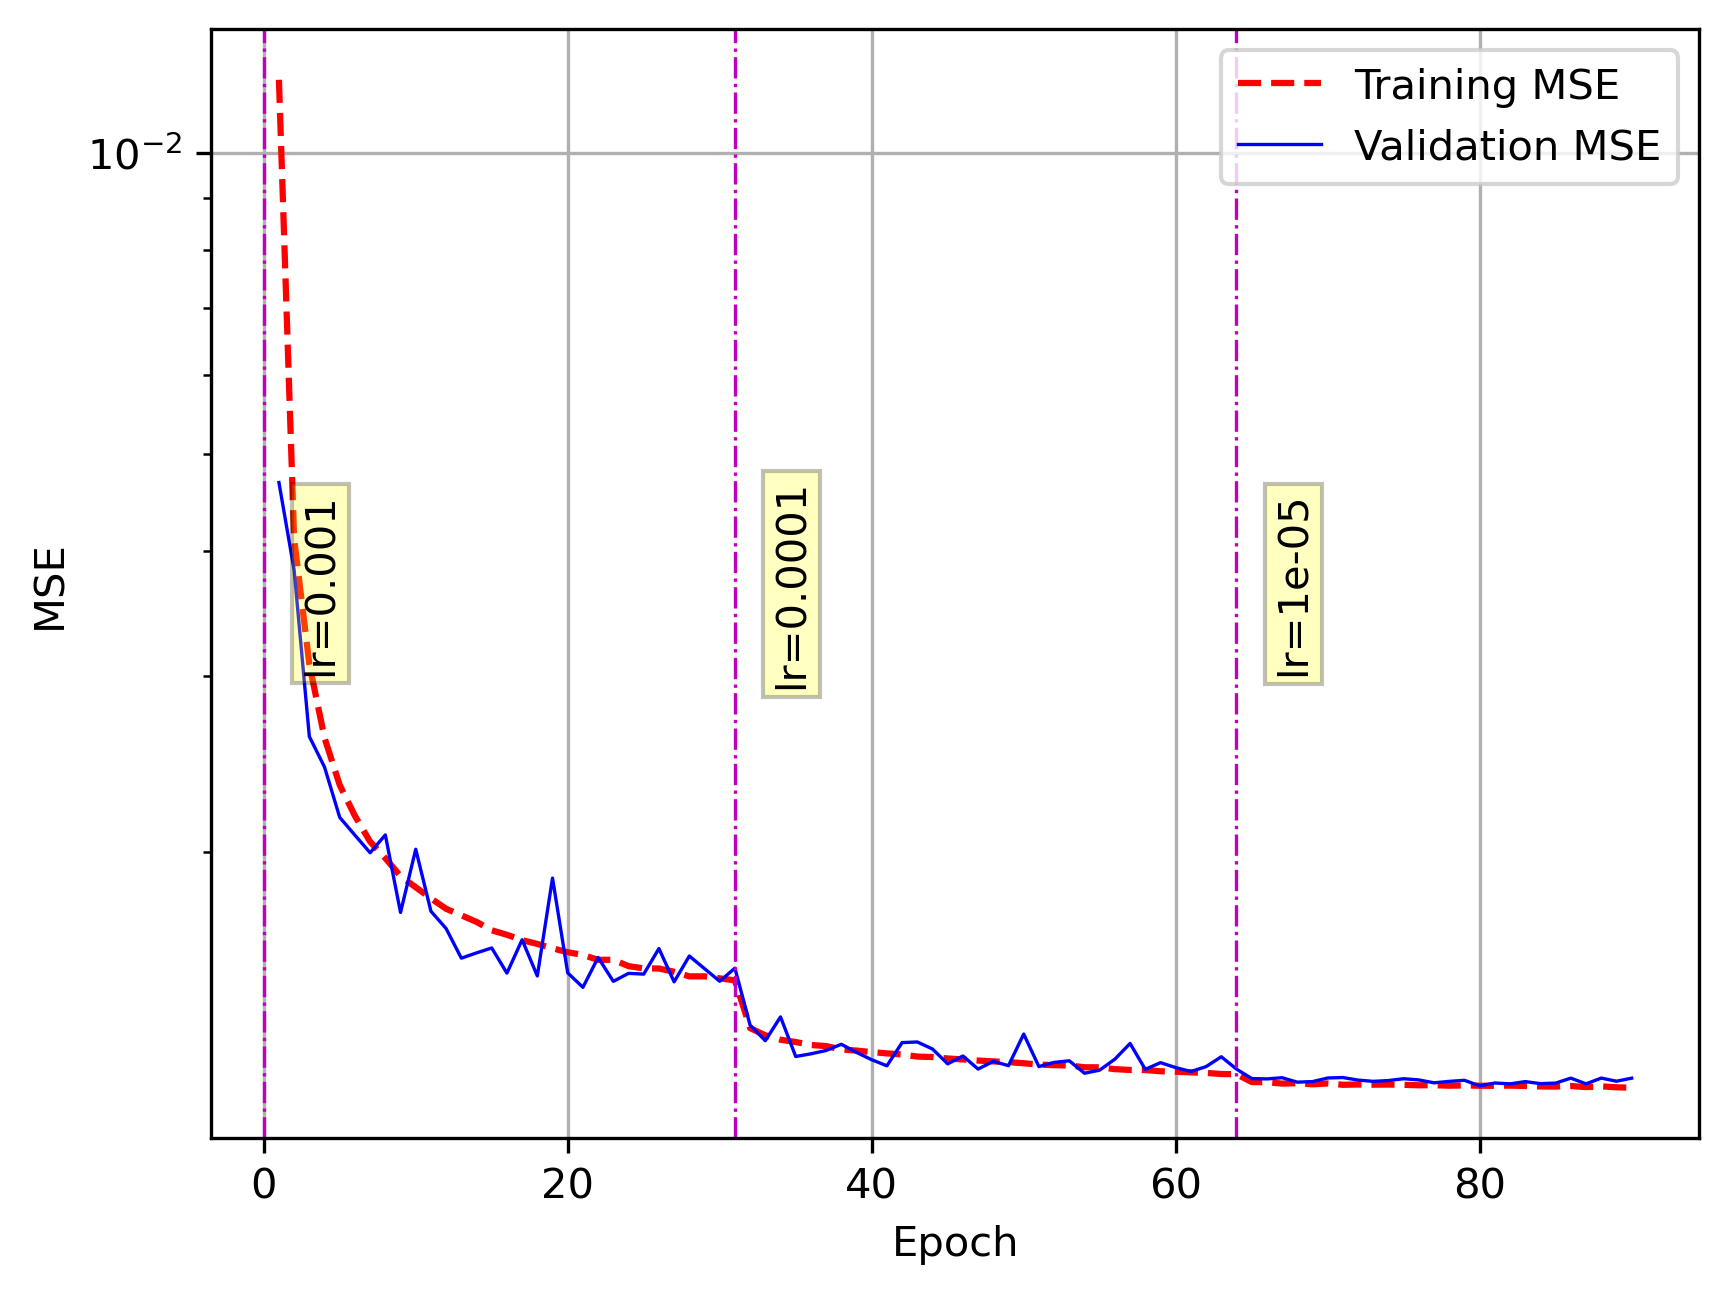 10⁻²
Training MSE
Validation MSE
lr=0.001
lr=0.0001
lr=1e-05
MSE
0 20 40 60 80
Epoch